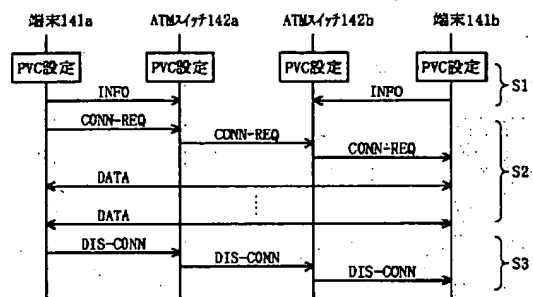 端末141a ATMスイッチ142a ATMスイッチ142b 端末141b
PVC設定 PVC設定 PVC設定 PVC設定
S1
INFO INFO
CONN-REQ
CONN-REQ
CONN-REQ
S2
DATA
DATA
DIS-CONN
DIS-CONN
S3
DIS-CONN